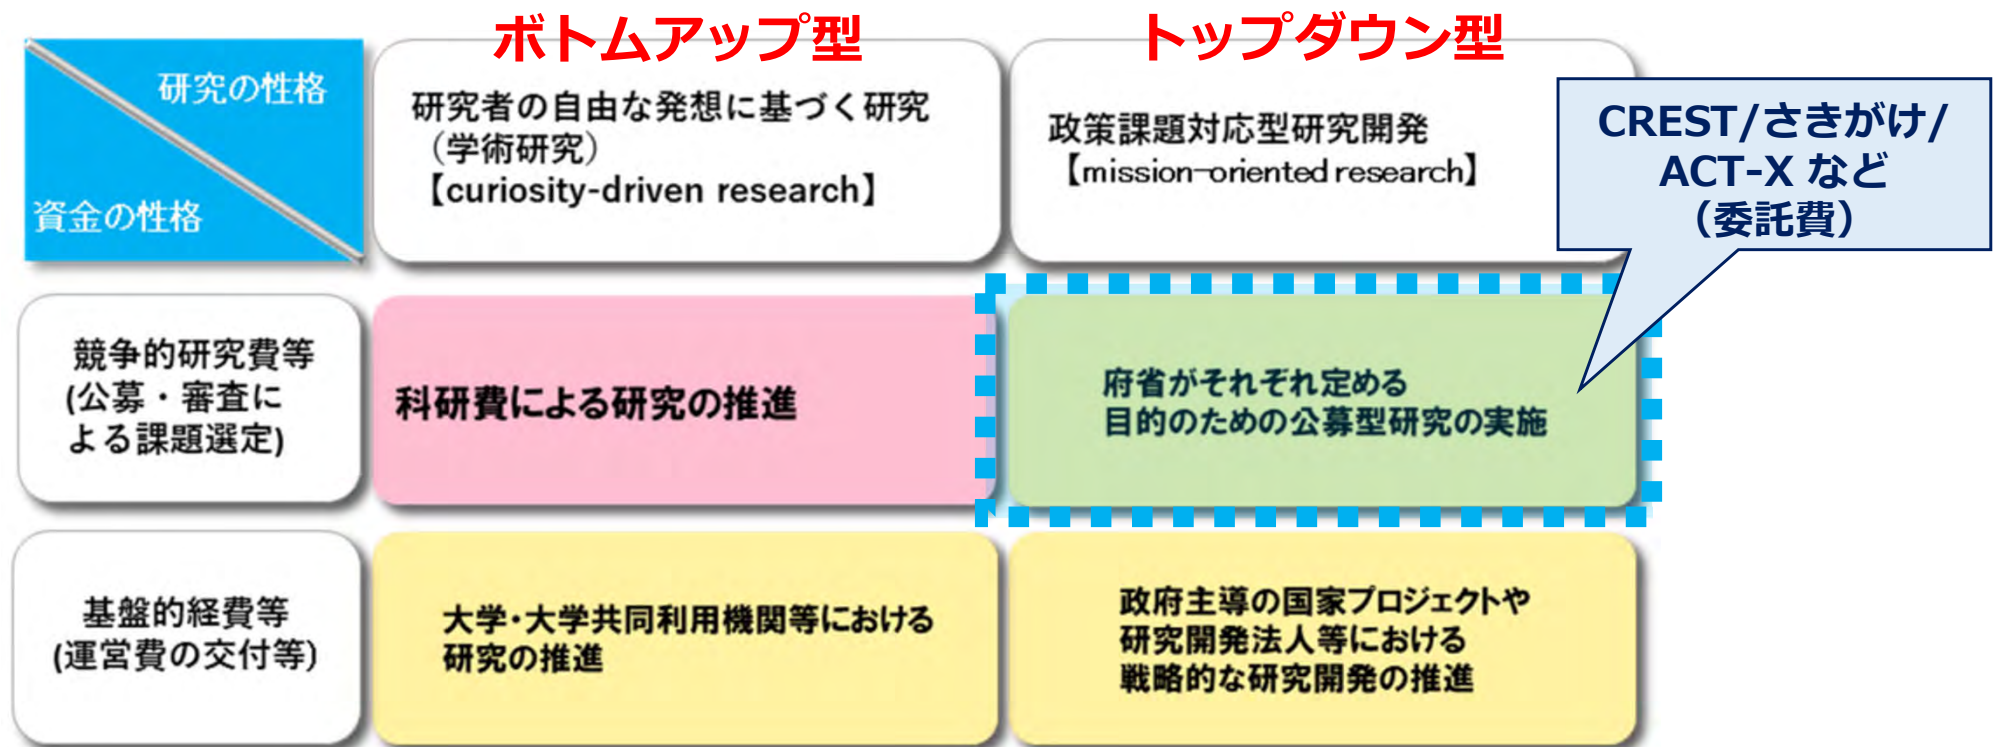 ボトムアップ型
トップダウン型
研究の性格
資金の性格
研究者の自由な発想に基づく研究
（学術研究）
【curiosity-driven research】
政策課題対応型研究開発
【mission-oriented research】
CREST/さきがけ/
ACT-X など
（委託費）
競争的研究費等
(公募・審査に
よる課題選定)
科研費による研究の推進
府省がそれぞれ定める
目的のための公募型研究の実施
基盤的経費等
(運営費の交付等)
大学・大学共同利用機関等における
研究の推進
政府主導の国家プロジェクトや
研究開発法人等における
戦略的な研究開発の推進